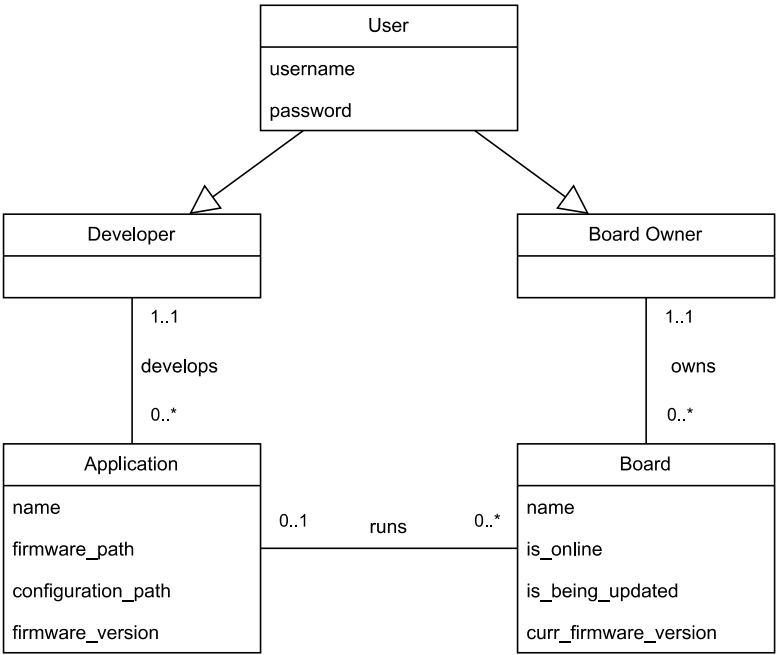 User
username
password
Developer
Board Owner
1..1
1..1
develops
owns
0..*
0..*
Application
Board
name
firmware_path
configuration_path
firmware_version
0..1
runs
0..*
name
is_online
is_being_updated
curr_firmware_version